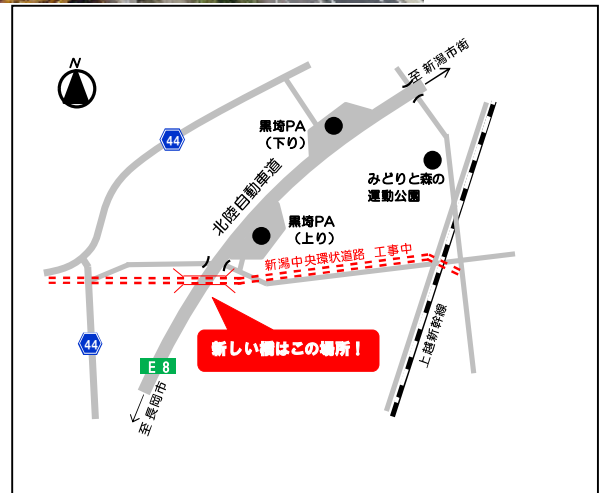 N
至 新潟市街
44
黒埼PA
（下り）
みどりと森の
運動公園
北陸自動車道
黒埼PA
（上り）
新潟中央環状道路 工事中
44
新しい橋はこの場所！
上越新幹線
E 8
至 長岡市